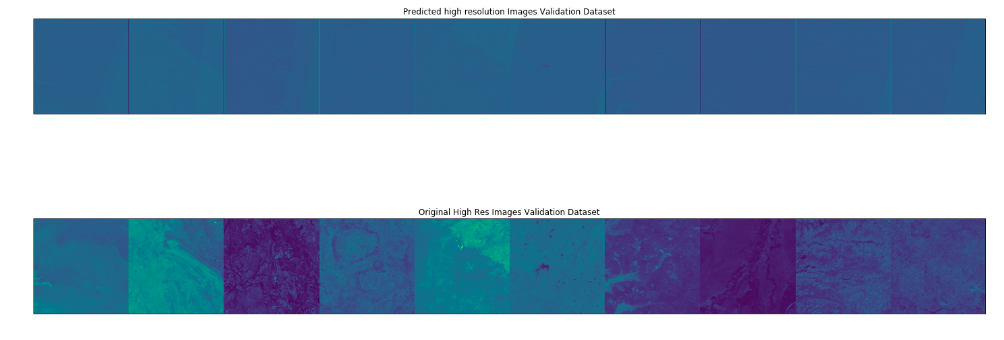 Predicted high resolution Images Validation Dataset
Original High Res Images Validation Dataset